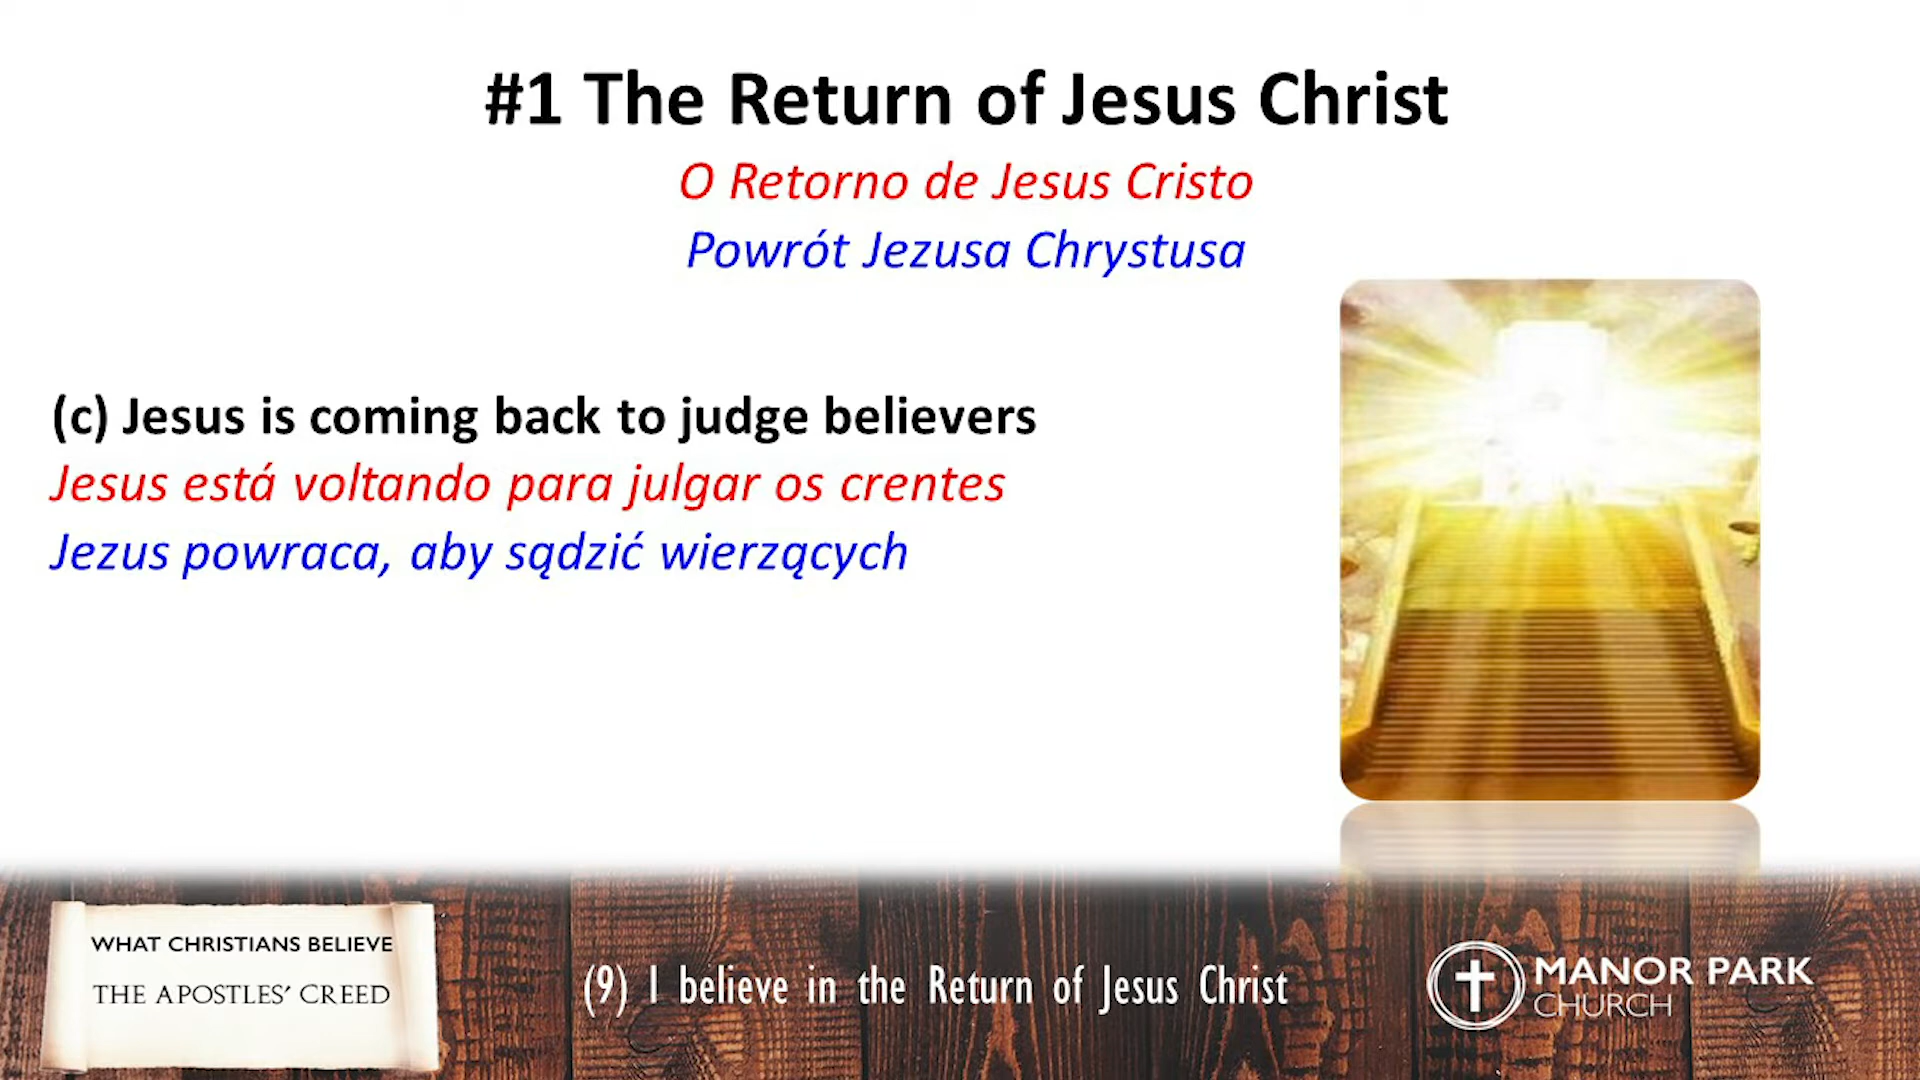 #1 The Return of Jesus Christ
O Retorno de Jesus Cristo
Powrót Jezusa Chrystusa
(c) Jesus is coming back to judge believers
Jesus está voltando para julgar os crentes
Jezus powraca, aby sądzić wierzących
WHAT CHRISTIANS BELIEVE
THE APOSTLES' CREED
(9) I believe in the Return of Jesus Christ
MANOR PARK
CHURCH